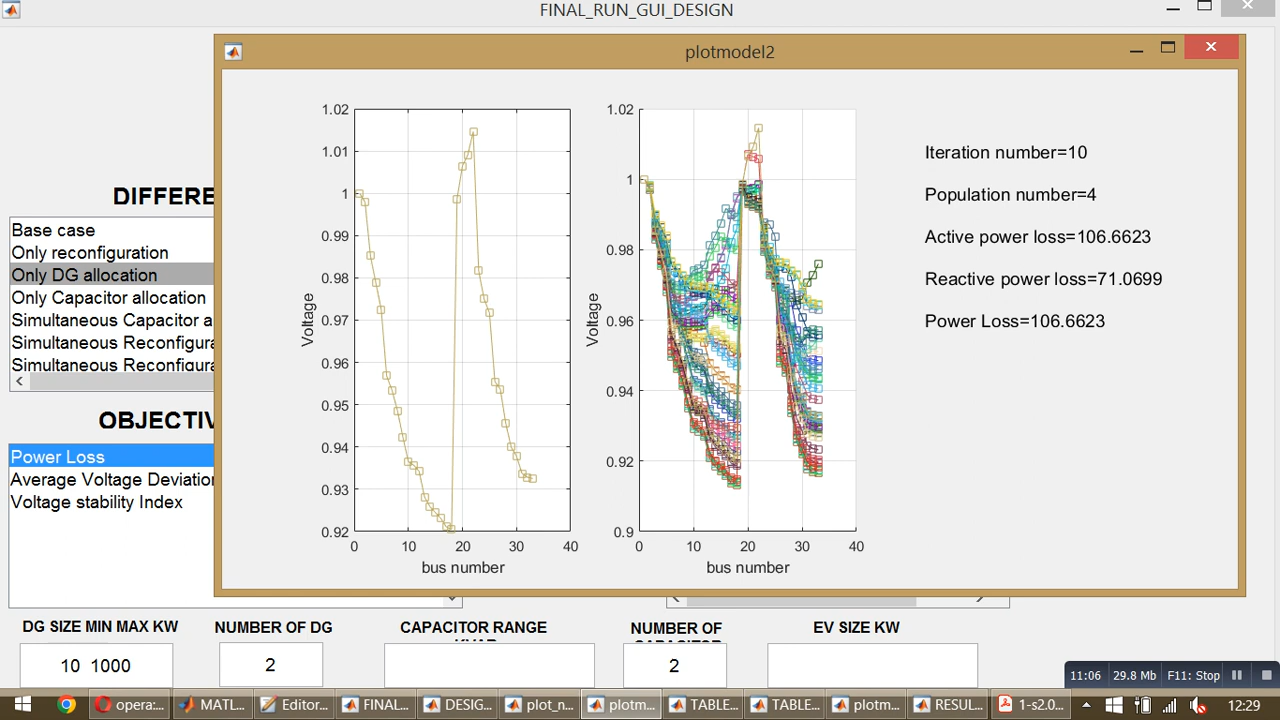 FINAL_RUN_GUI_DESIGN
plotmodel2
DIFFERE
Base case
Only reconfiguration
Only DG allocation
Only Capacitor allocation
Simultaneous Capacitor a
Simultaneous Reconfigura
Simultaneous Reconfigura
OBJECTIV
Power Loss
Average Voltage Deviation
Voltage stability Index
1.02
1.01
1
0.99
0.98
0.97
0.96
0.95
0.94
0.93
0.92
Voltage
0 10 20 30 40
bus number
1.02
1
0.98
0.96
0.94
0.92
0.9
Voltage
0 10 20 30 40
bus number
Iteration number=10
Population number=4
Active power loss=106.6623
Reactive power loss=71.0699
Power Loss=106.6623
DG SIZE MIN MAX KW
10 1000
NUMBER OF DG
2
CAPACITOR RANGE
KVAR
NUMBER OF
CAPACITOR
2
EV SIZE KW
11:06 29.8 Mb F11: Stop
opera:... MATL... Editor... FINAL... DESIG... plot_n... plotm... TABLE... TABLE... plotm... RESUL... 1-s2.0... 12:29